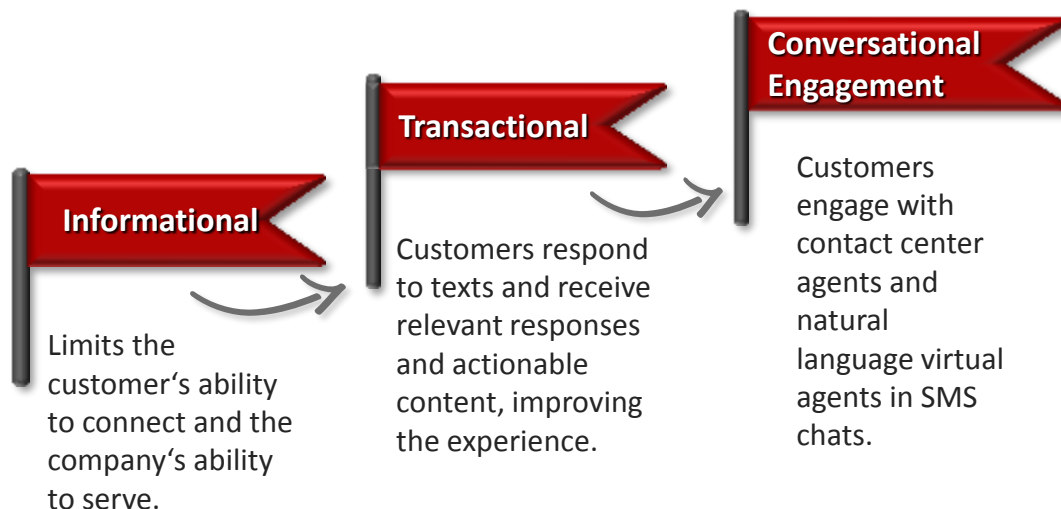 Informational
Limits the
customer‘s ability
to connect and the
company‘s ability
to serve.
Transactional
Customers respond
to texts and receive
relevant responses
and actionable
content, improving
the experience.
Conversational
Engagement
Customers
engage with
contact center
agents and
natural
language virtual
agents in SMS
chats.